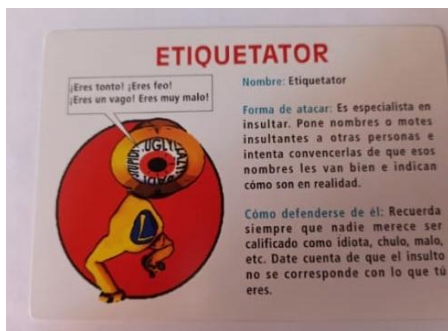 ETIQUETATOR
¡Eres tonto! ¡Eres feo!
¡Eres un vago! Eres muy malo!
UGLY
Nombre: Etiquetator
Forma de atacar: Es especialista en
insultar. Pone nombres o motes
insultantes a otras personas e
intenta convencerlas de que esos
nombres les van bien e indican
cómo son en realidad.
Cómo defenderse de él: Recuerda
siempre que nadie merece ser
calificado como idiota, chulo, malo,
etc. Date cuenta de que el insulto
no se corresponde con lo que tú
eres.